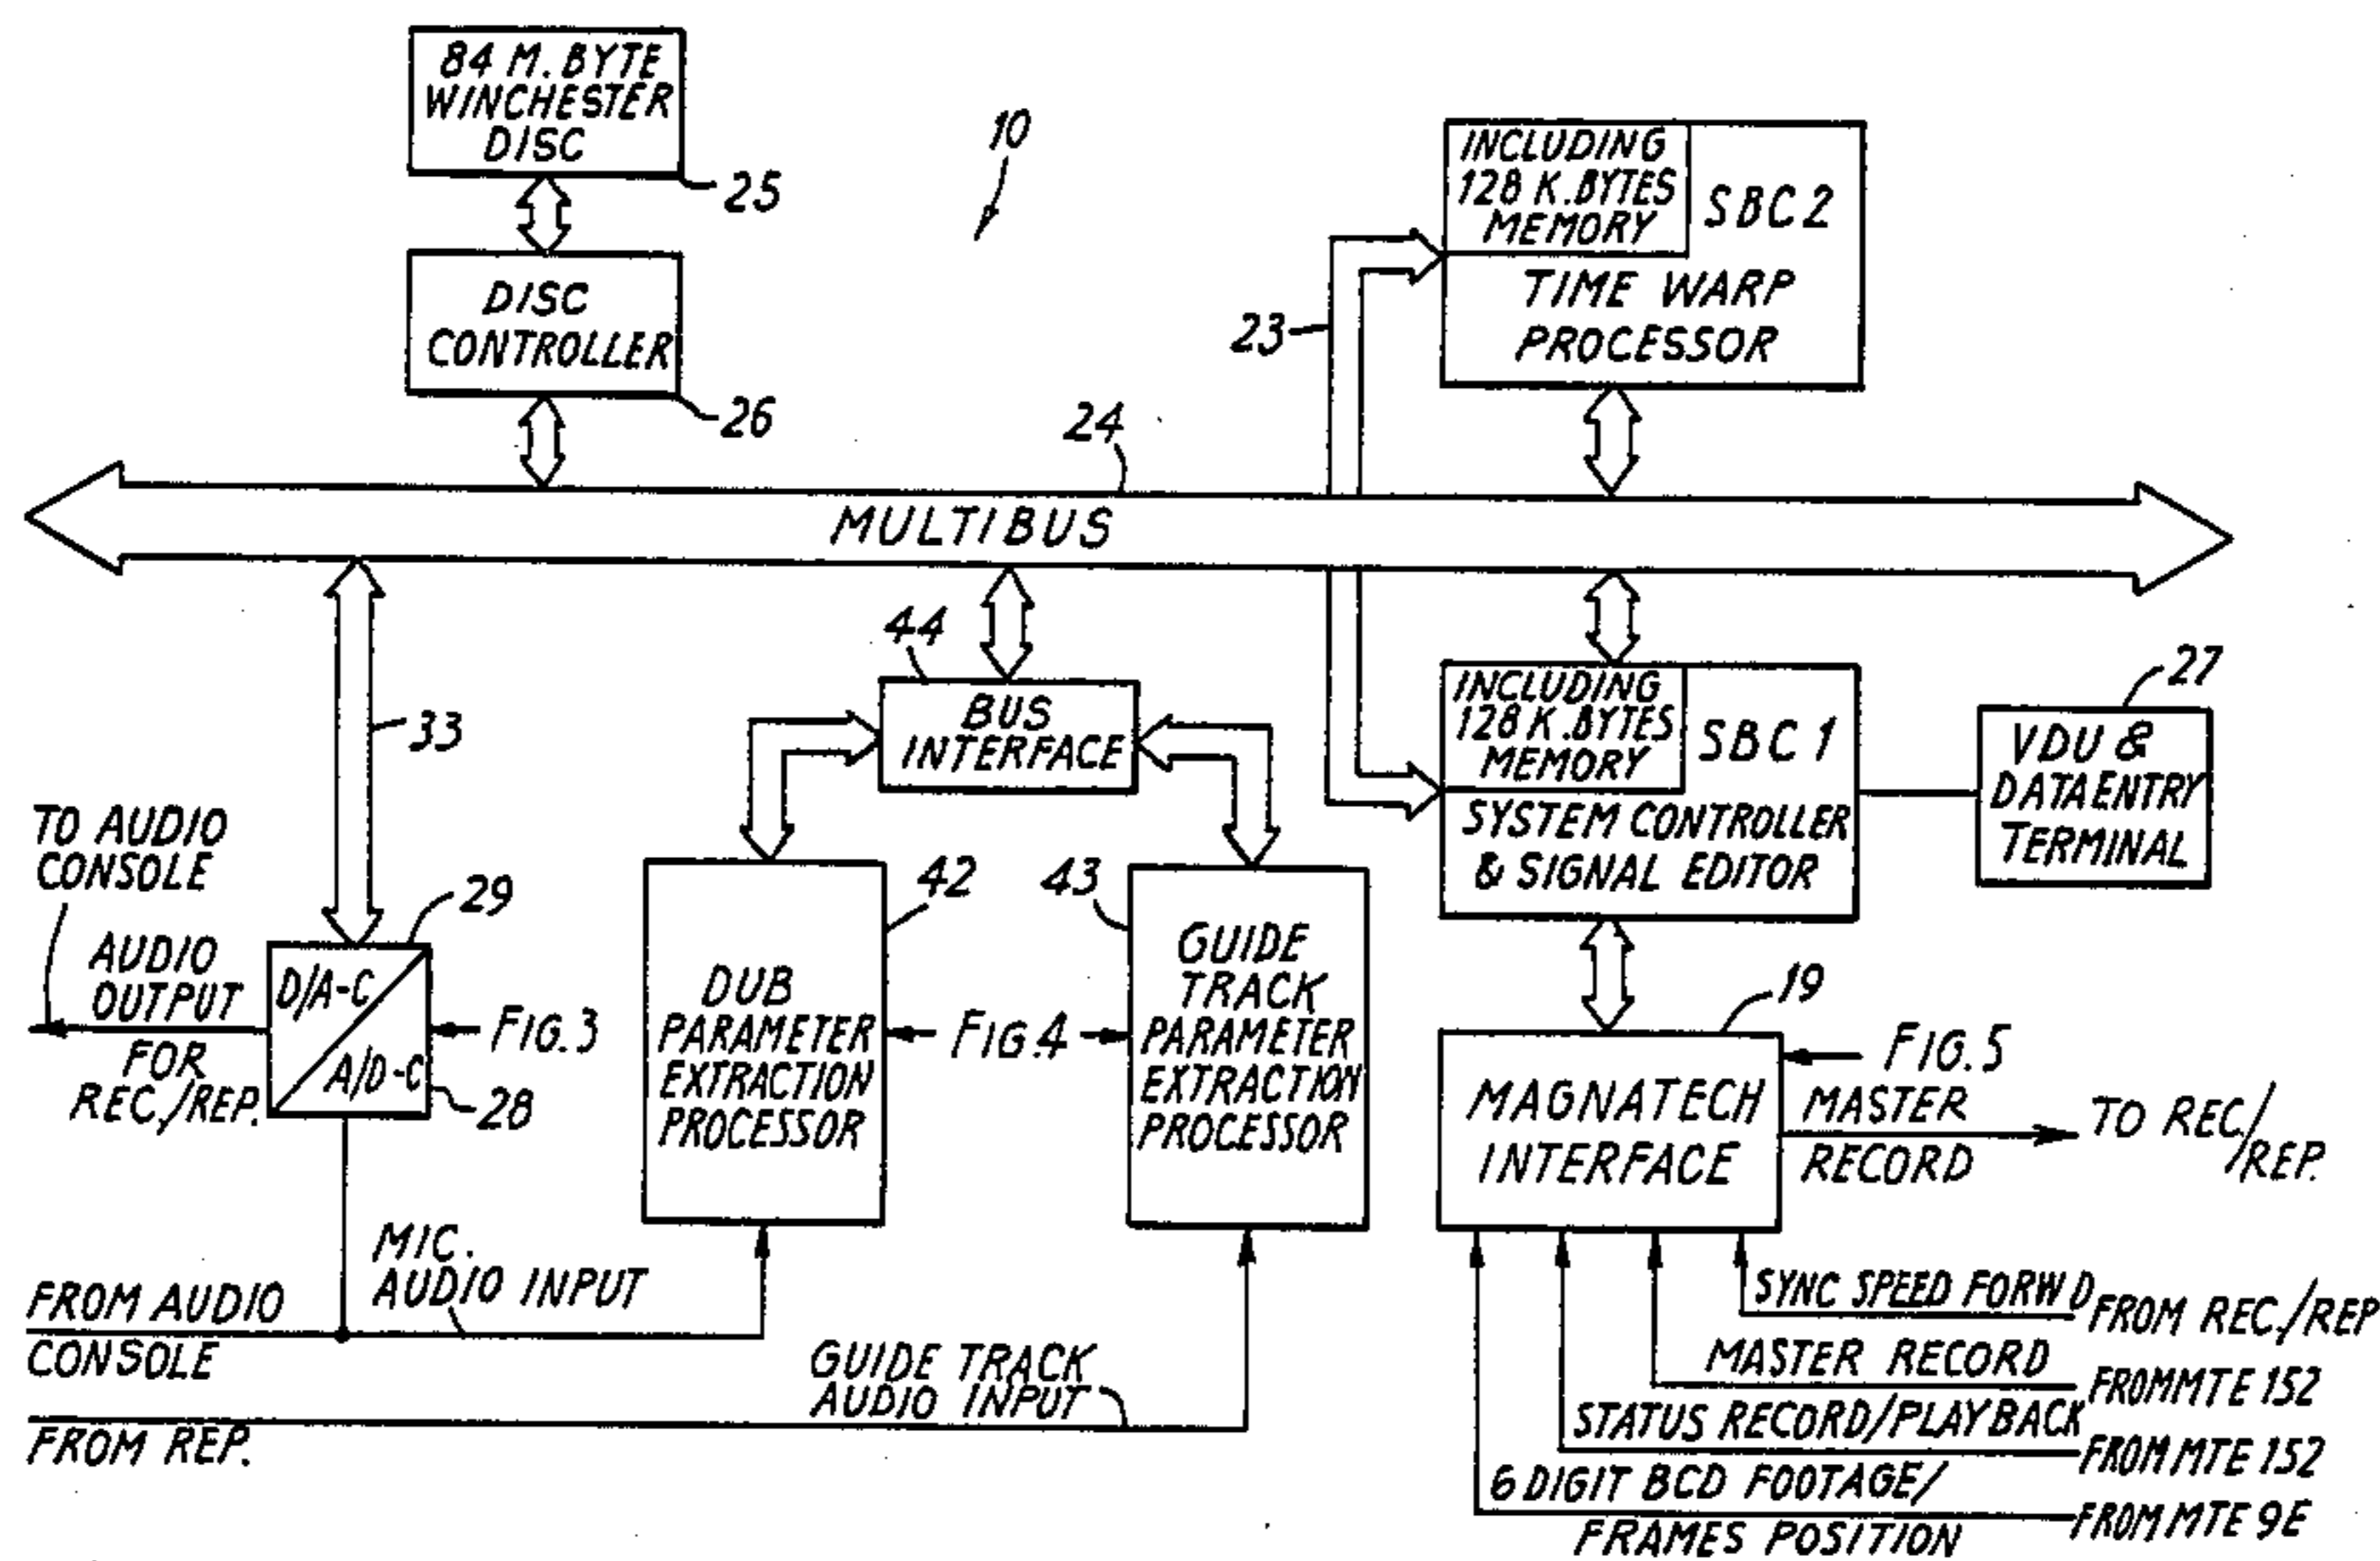 84 M. BYTE
WINCHESTER
DISC
25
10
INCLUDING
128 K. BYTES
MEMORY
SBC 2
TIME WARP
PROCESSOR
DISC
CONTROLLER
26
23
24
MULTIBUS
44
BUS
INTERFACE
33
INCLUDING
128 K. BYTES
MEMORY
SBC 1
SYSTEM CONTROLLER
& SIGNAL EDITOR
27
VDU &
DATA ENTRY
TERMINAL
TO AUDIO
CONSOLE
29
AUDIO
OUTPUT
FOR
REC./REP.
D/A-C
A/D-C
28
FIG. 3
42
DUB
PARAMETER
EXTRACTION
PROCESSOR
FIG. 4
43
GUIDE
TRACK
PARAMETER
EXTRACTION
PROCESSOR
19
FIG. 5
MAGNATECH
INTERFACE
MASTER
RECORD
TO REC/
REP.
MIC.
AUDIO INPUT
FROM AUDIO
CONSOLE
GUIDE TRACK
AUDIO INPUT
FROM REP.
SYNC SPEED FORWD
FROM REC./REP
MASTER RECORD
FROM MTE 152
STATUS RECORD/PLAYBACK
FROM MTE 152
6 DIGIT BCD FOOTAGE/
FRAMES POSITION
FROM MTE 9E